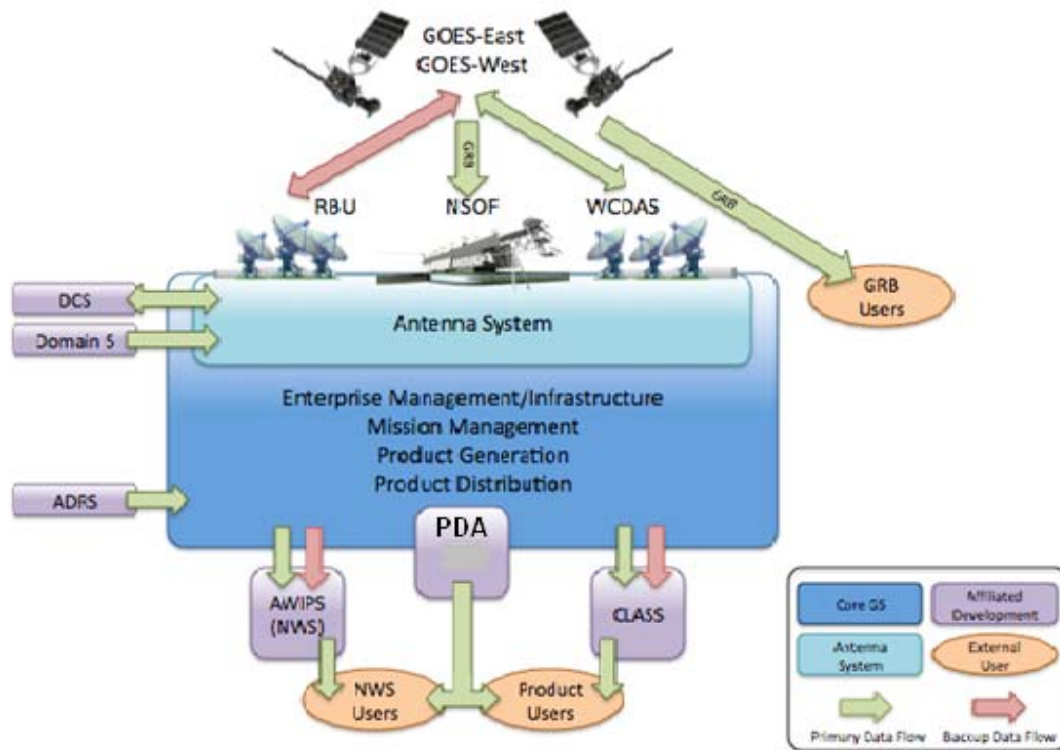 GOES-East
GOES-West
GRB
GRB
RBU
NSOF
WCDAS
GRB
Users
DCS
Domain 5
Antenna System
Enterprise Management/Infrastructure
Mission Management
Product Generation
Product Distribution
ADRS
PDA
AWIPS
(NWS)
CLASS
NWS
Users
Product
Users
Core GS
Affiliated
Development
Antenna
System
External
User
Primary Data Flow
Backup Data Flow